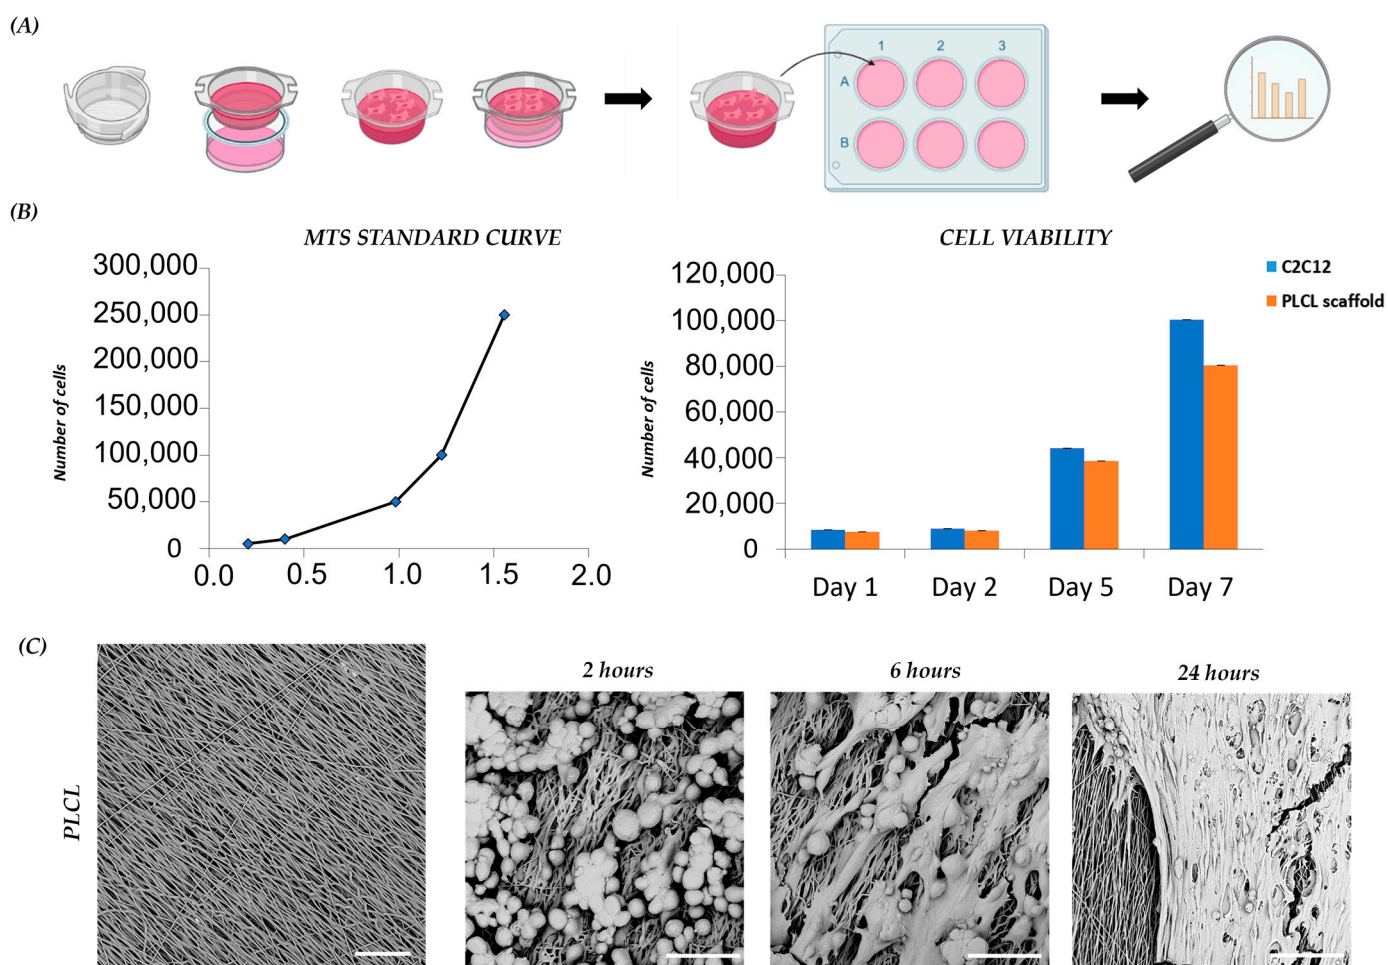 (A)
1 2 3
A
B
(B)
MTS STANDARD CURVE
300,000
250,000
200,000
150,000
100,000
50,000
0
Number of cells
0.0 0.5 1.0 1.5 2.0
CELL VIABILITY
120,000
100,000
80,000
60,000
40,000
20,000
0
Number of cells
Day 1 Day 2 Day 5 Day 7
C2C12
PLCL scaffold
(C)
PLCL
2 hours
6 hours
24 hours